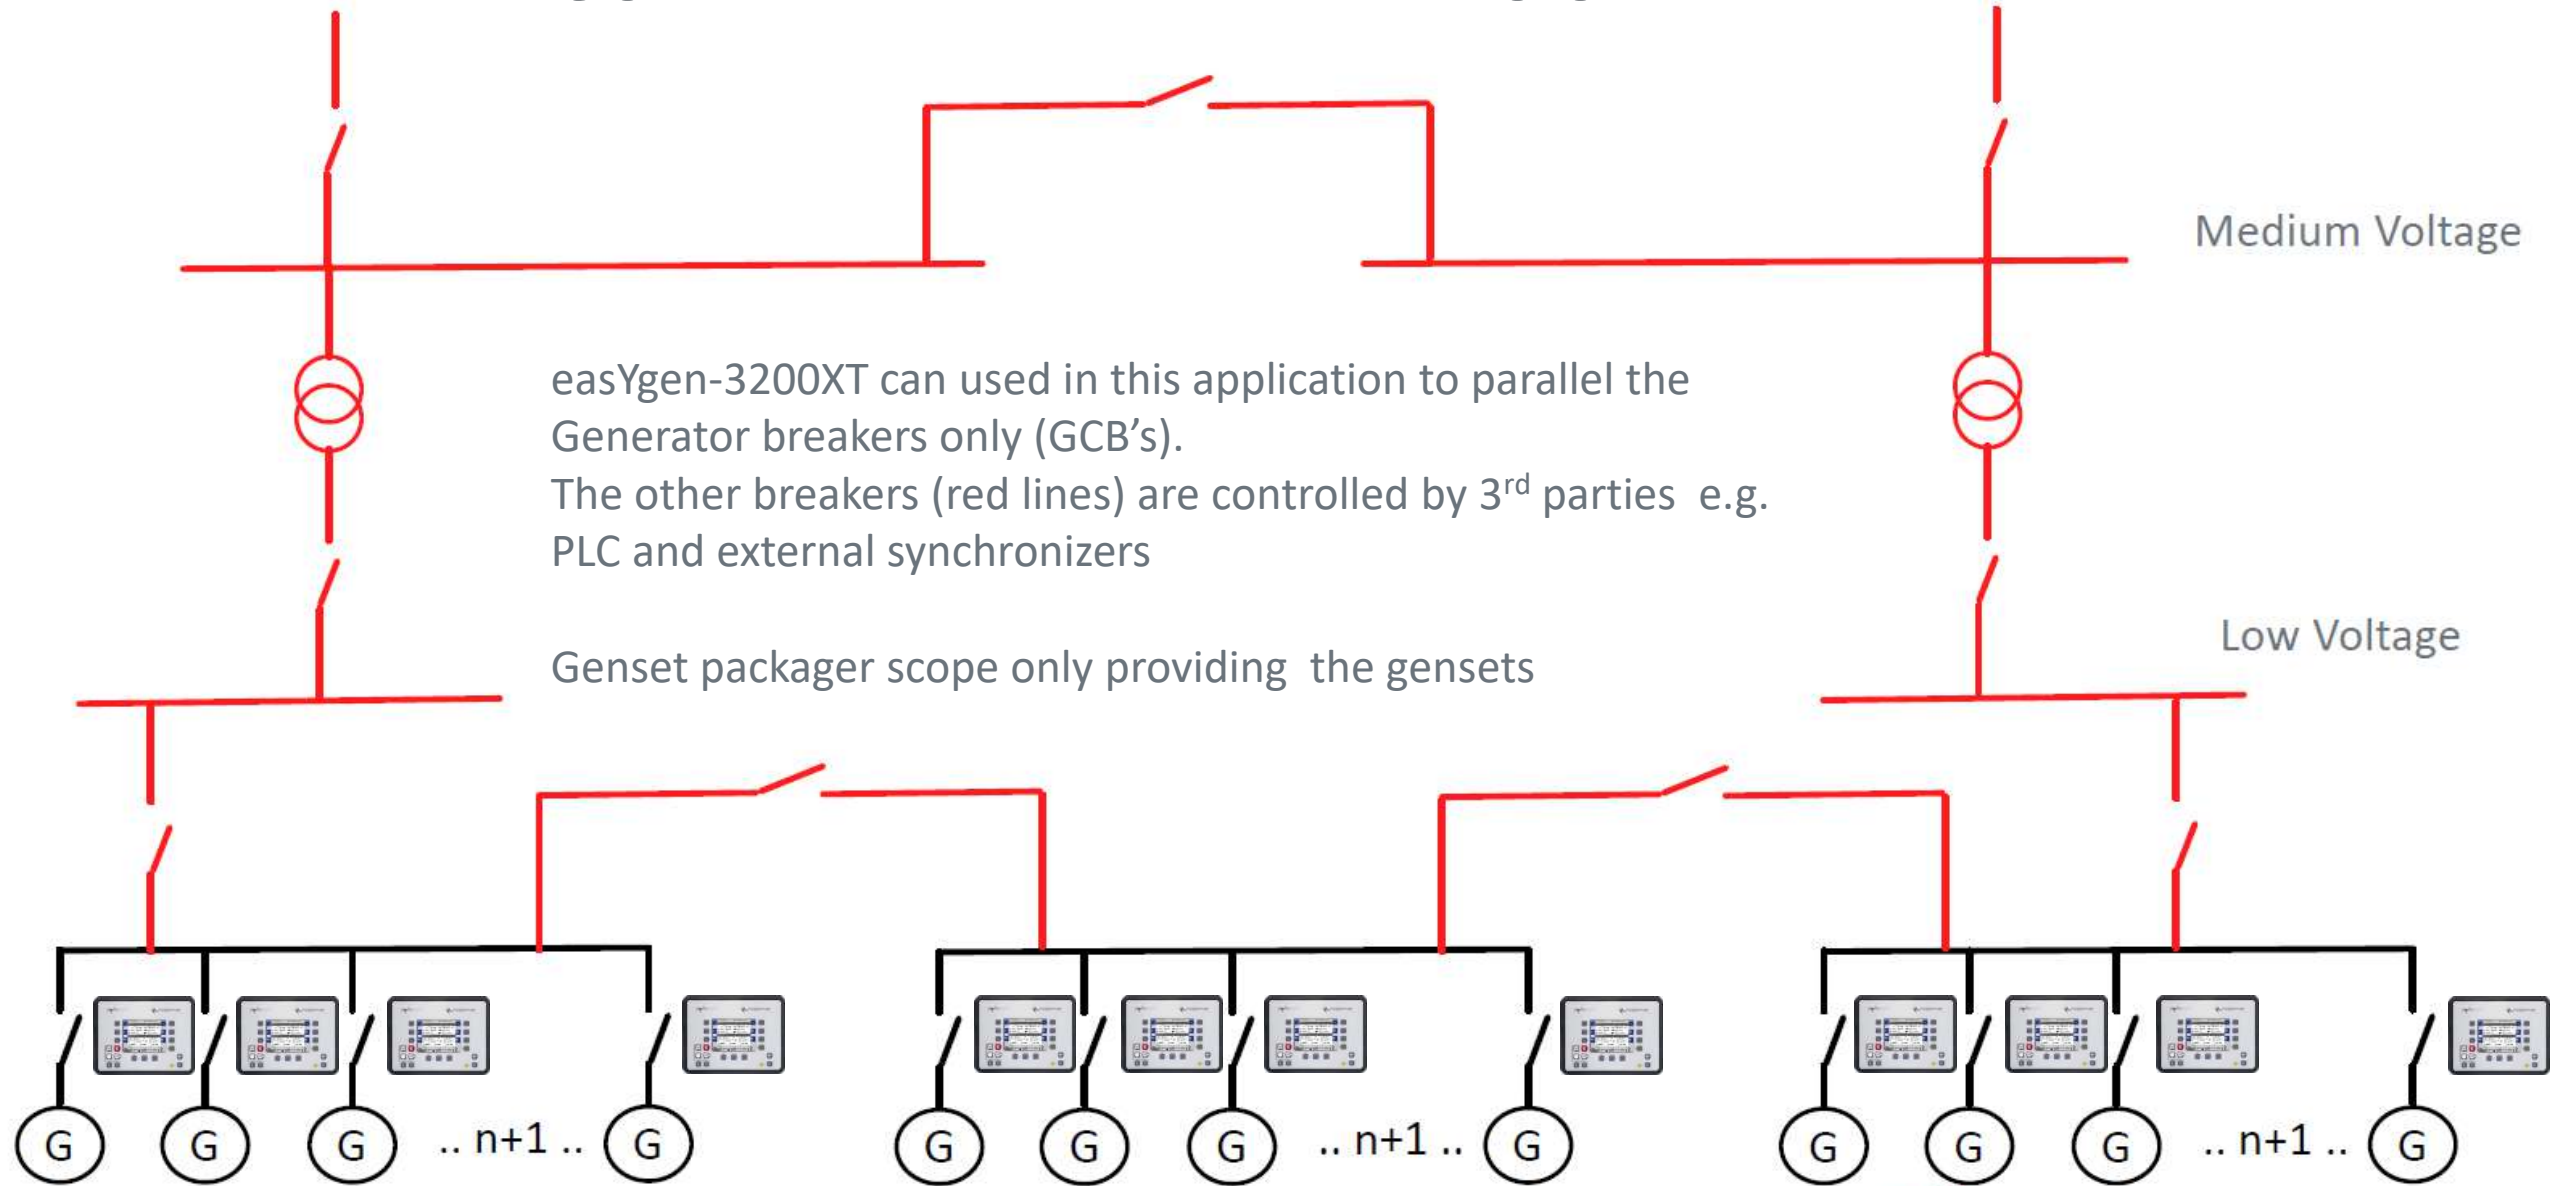 Medium Voltage
easYgen-3200XT can used in this application to parallel the
Generator breakers only (GCB's).
The other breakers (red lines) are controlled by 3rd parties e.g.
PLC and external synchronizers
Low Voltage
Genset packager scope only providing the gensets
G G G .. n+1 .. G G G G .. n+1 .. G G G G .. n+1 .. G